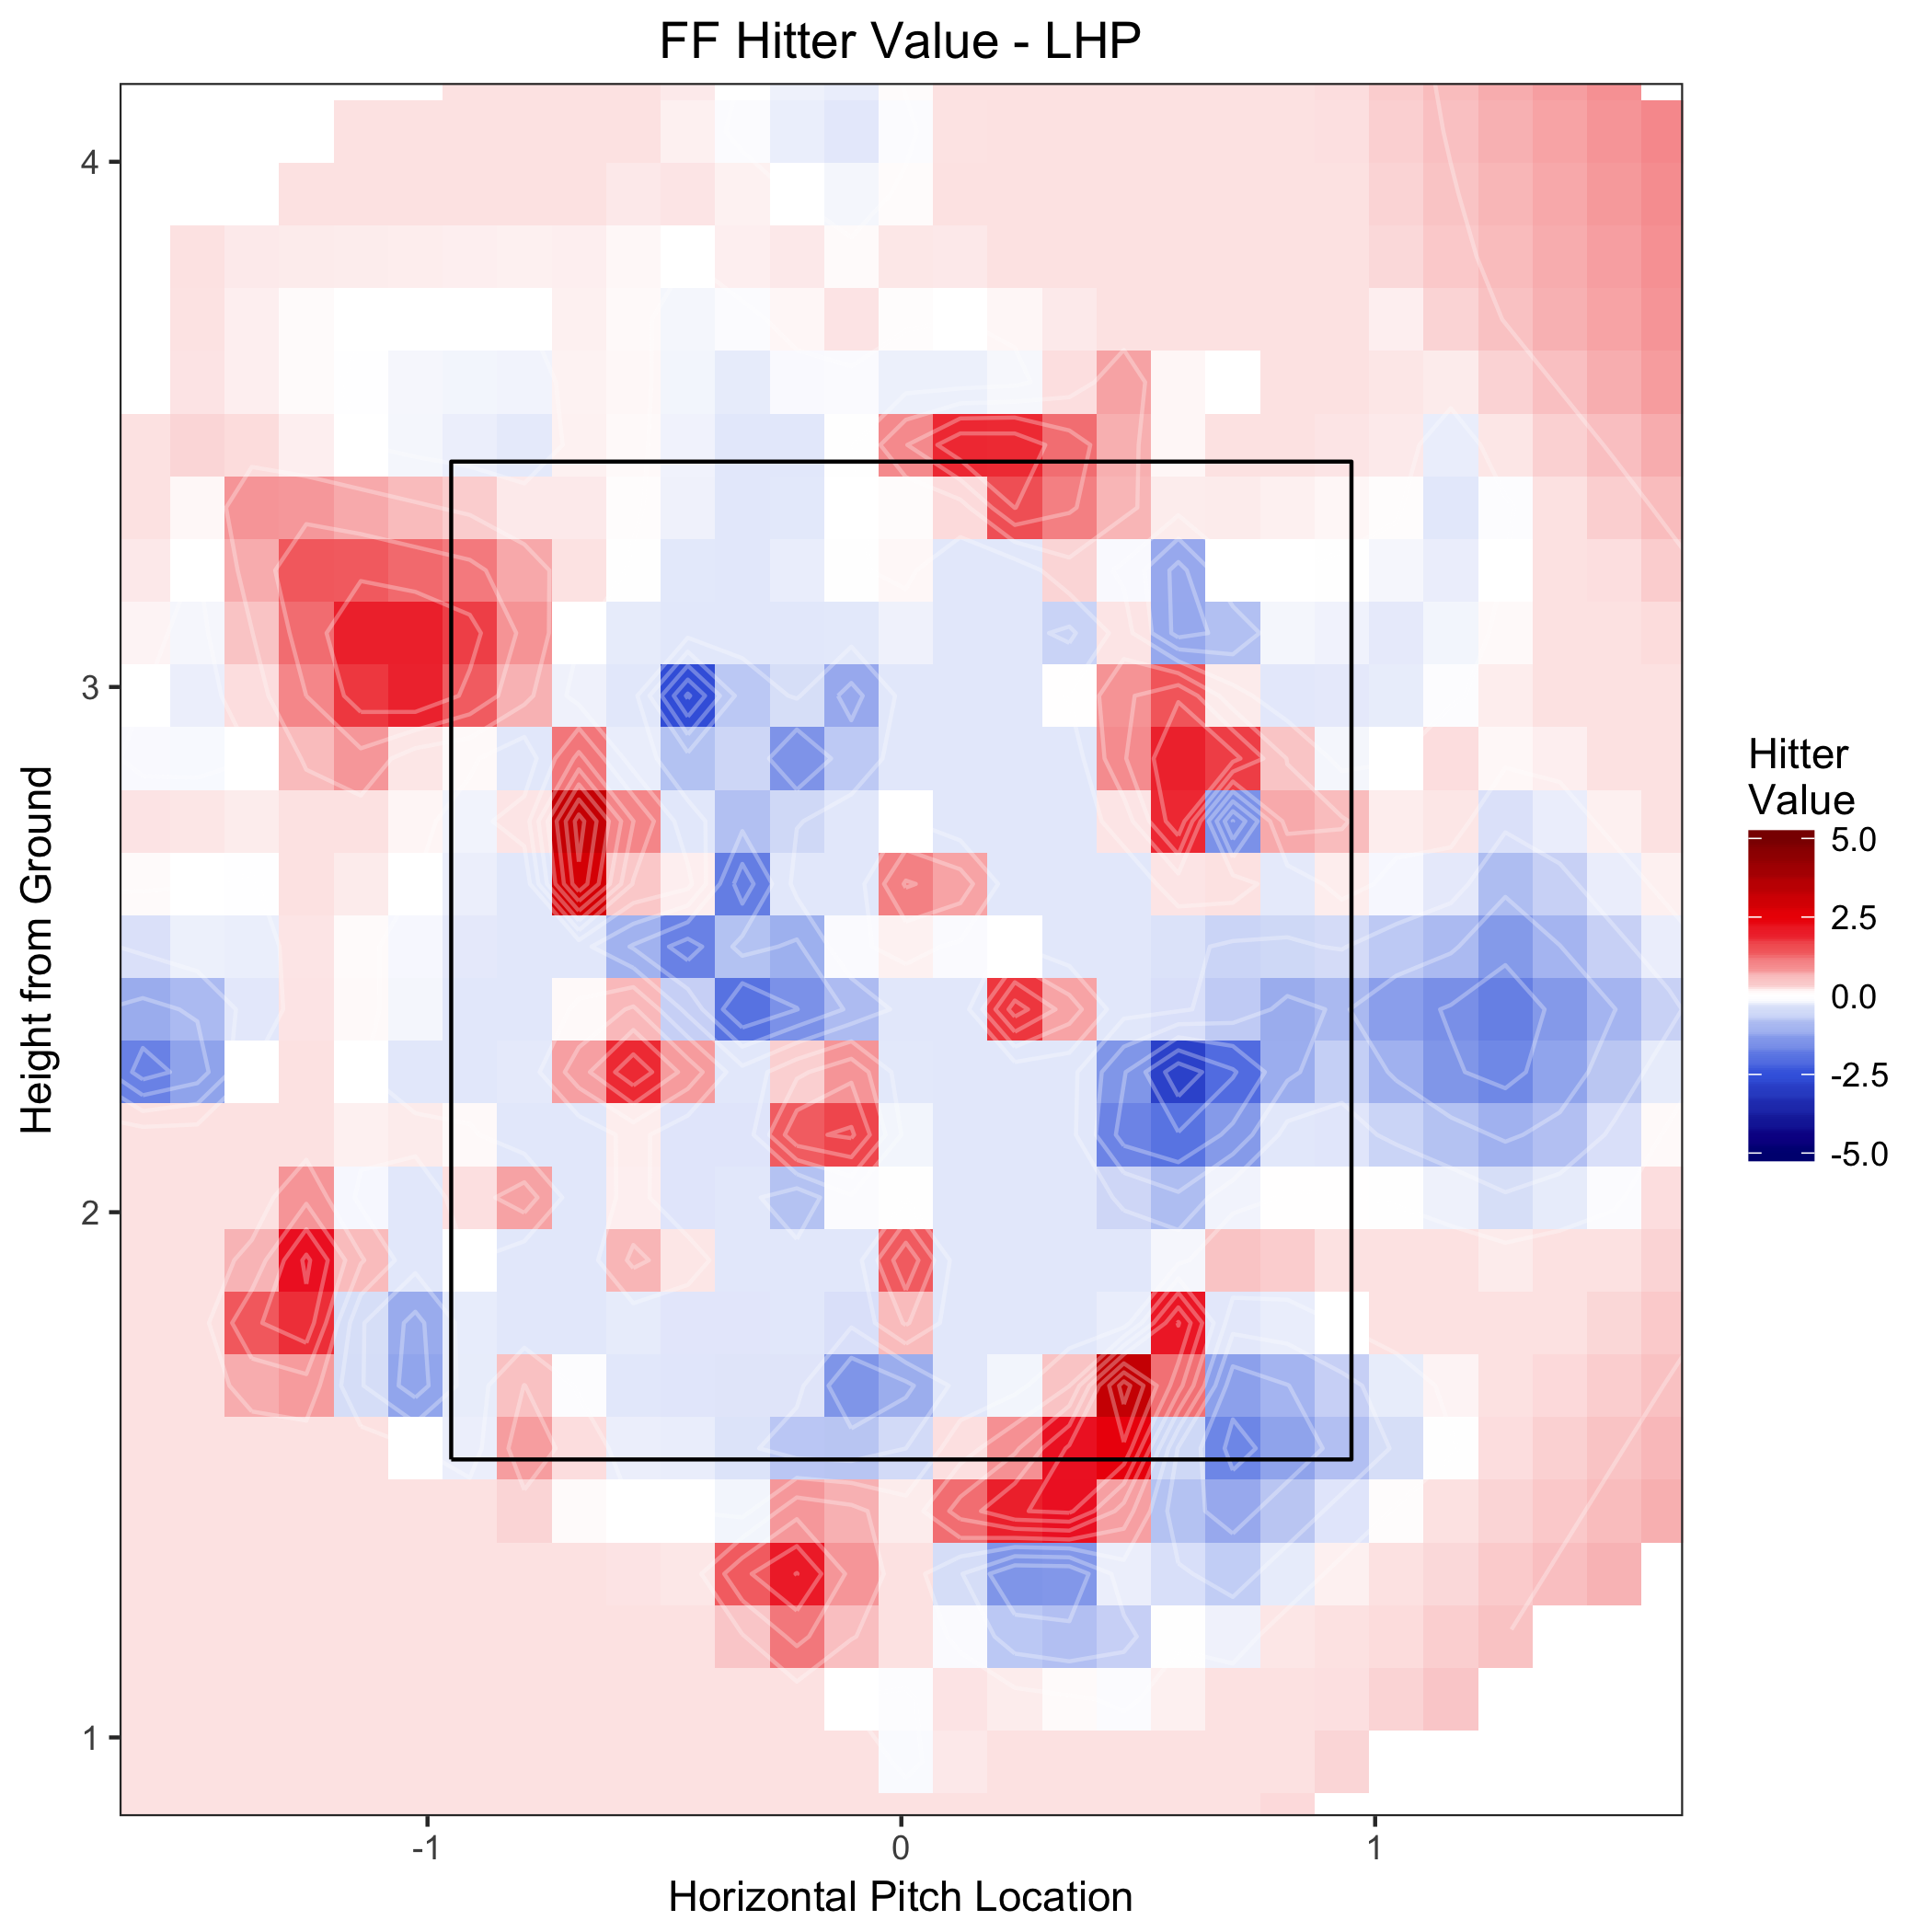 FF Hitter Value - LHP
4
3
2
1
Height from Ground
-1
0
1
Horizontal Pitch Location
Hitter
Value
5.0
2.5
0.0
-2.5
-5.0